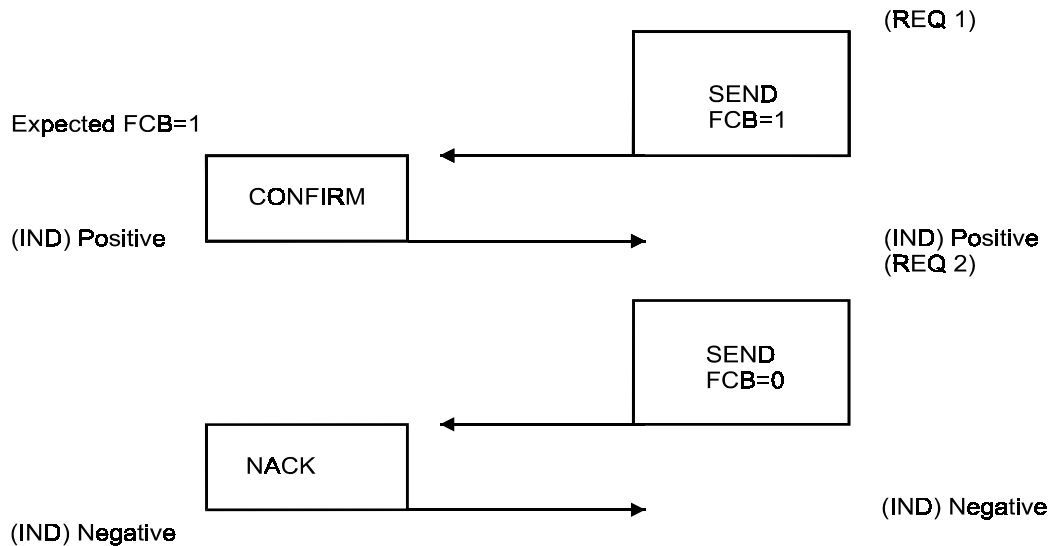 (REQ 1)
SEND
FCB=1
Expected FCB=1
CONFIRM
(IND) Positive
(IND) Positive
(REQ 2)
SEND
FCB=0
NACK
(IND) Negative
(IND) Negative